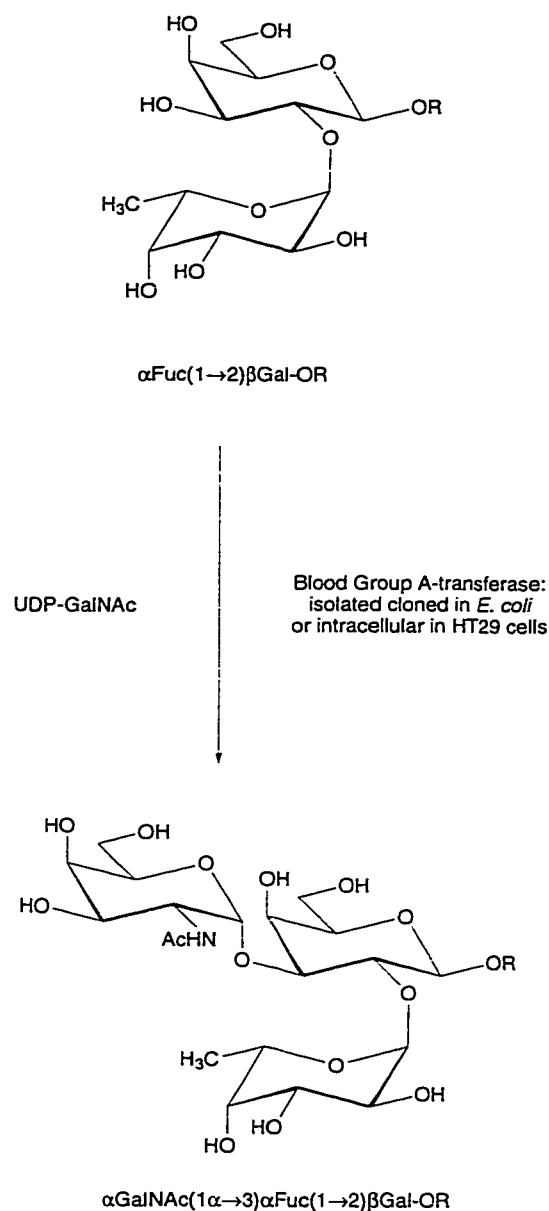 HO
OH
O
HO
OR
O
H₃C
O
OH
HO
HO
αFuc(1→2)βGal-OR
UDP-GalNAc
Blood Group A-transferase:
isolated cloned in E. coli
or intracellular in HT29 cells
HO
OH
O
HO
AcHN
O
OH
OH
O
OR
O
H₃C
O
OH
HO
HO
αGalNAc(1α→3)αFuc(1→2)βGal-OR